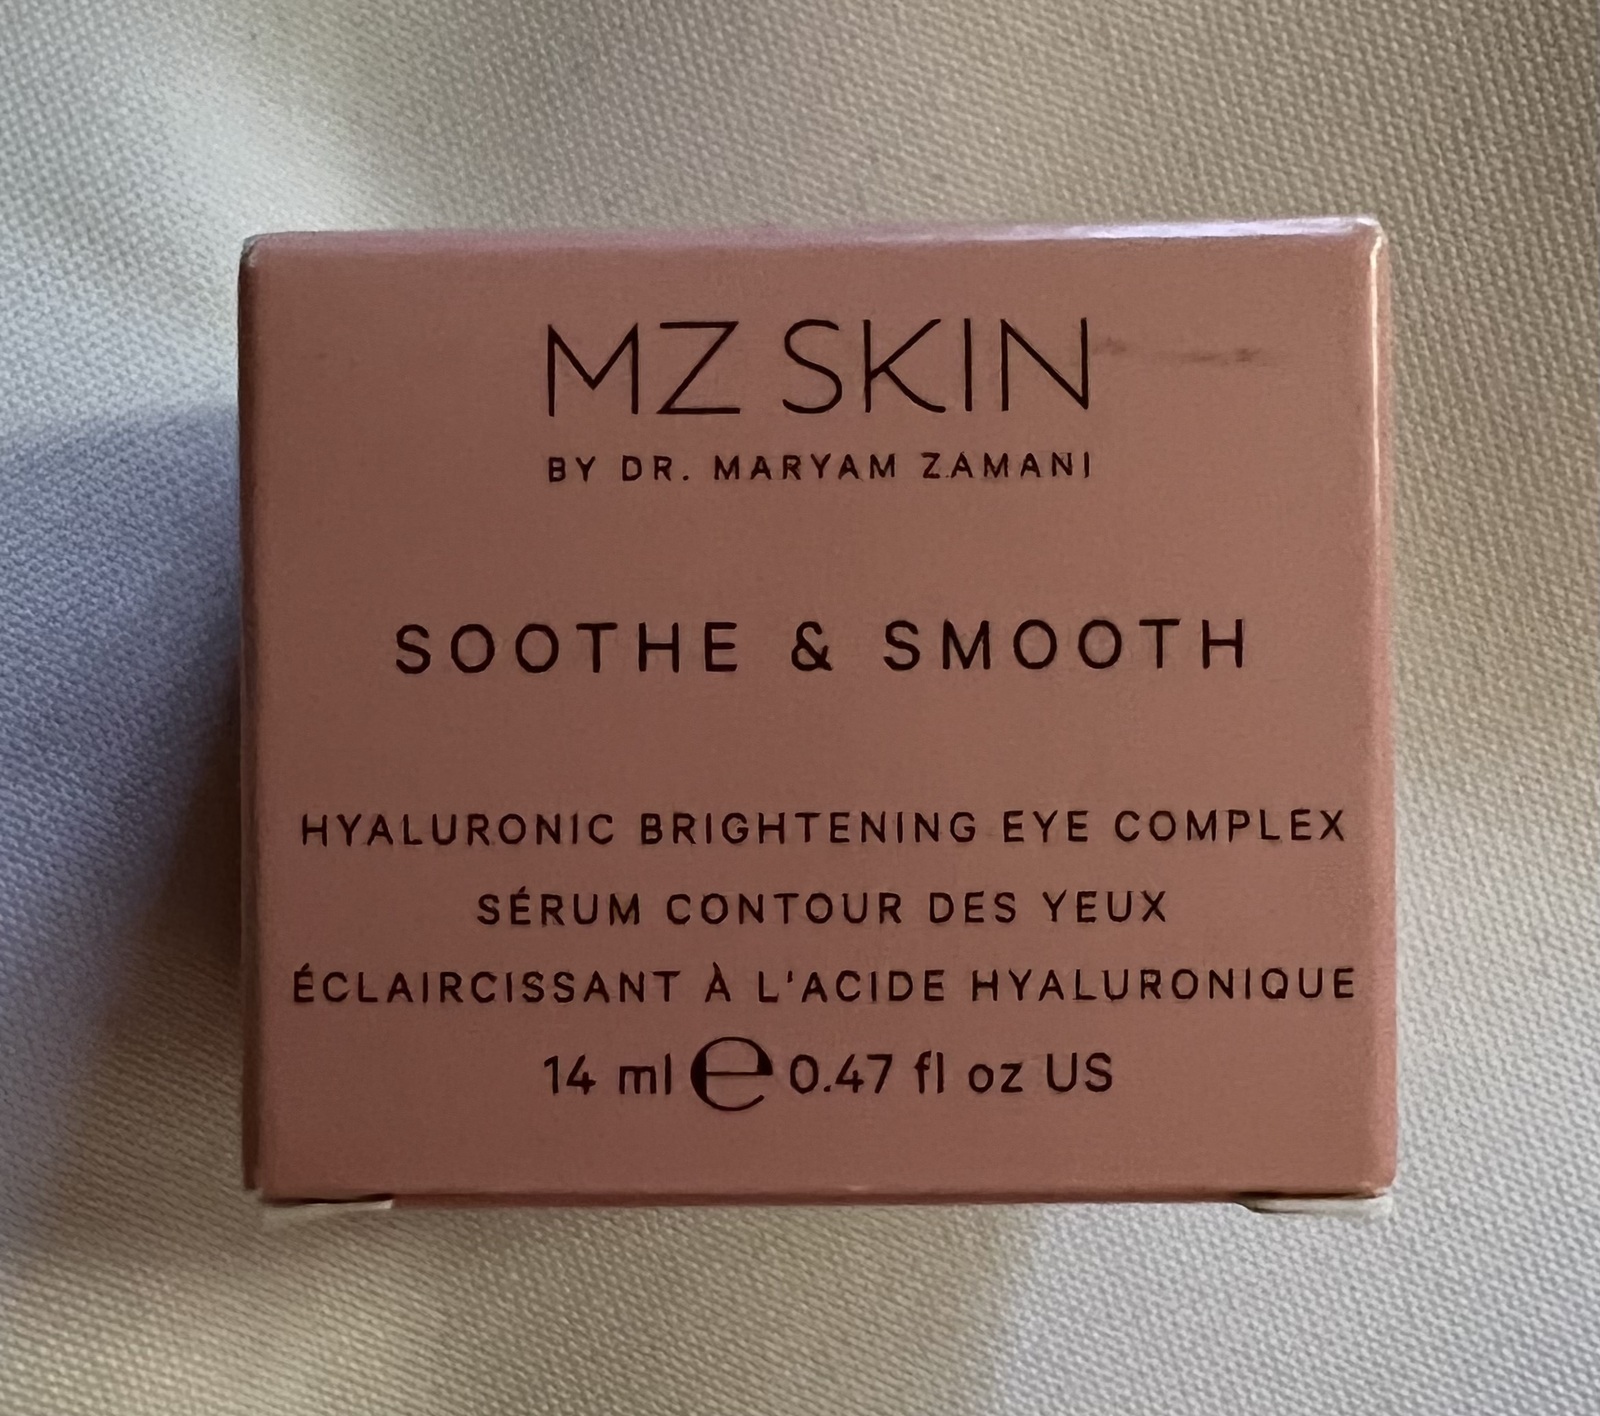 MZ SKIN
BY DR. MARYAM ZAMANI
SOOTHE & SMOOTH
HYALURONIC BRIGHTENING EYE COMPLEX
SÉRUM CONTOUR DES YEUX
ÉCLAIRCISSANT À L'ACIDE HYALURONIQUE
14 ml e 0.47 fl oz US